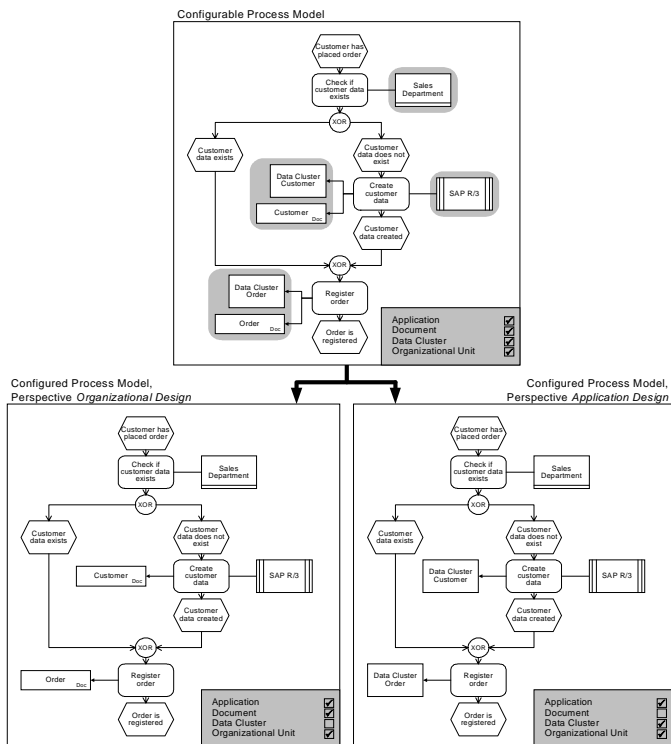 Configurable Process Model
Customer has
placed order
Check if
customer data
exists
Sales
Department
XOR
Customer
data exists
Customer
data does not
exist
Data Cluster
Customer
Customer
Doc
Create
customer
data
SAP R/3
Customer
data created
XOR
Data Cluster
Order
Order
Doc
Register
order
Order is
registered
Application
Document
Data Cluster
Organizational Unit
Configured Process Model,
Perspective Organizational Design
Customer has
placed order
Check if
customer data
exists
Sales
Department
XOR
Customer
data exists
Customer
data does not
exist
Customer
Doc
Create
customer
data
SAP R/3
Customer
data created
XOR
Order
Doc
Register
order
Order is
registered
Application
Document
Data Cluster
Organizational Unit
Configured Process Model,
Perspective Application Design
Customer has
placed order
Check if
customer data
exists
Sales
Department
XOR
Customer
data exists
Customer
data does not
exist
Data Cluster
Customer
Create
customer
data
SAP R/3
Customer
data created
XOR
Data Cluster
Order
Register
order
Order is
registered
Application
Document
Data Cluster
Organizational Unit